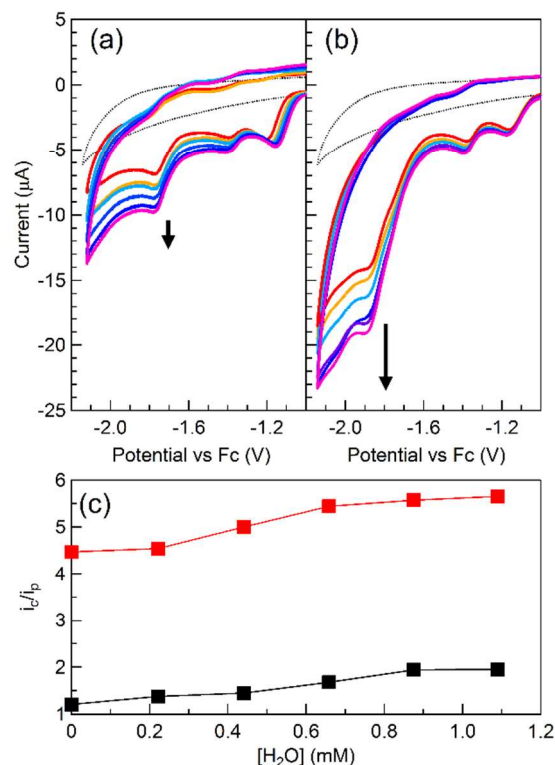 (a)
(b)
Current (μA)
5
0
-5
-10
-15
-20
-25
-2.0 -1.6 -1.2
-2.0 -1.6 -1.2
Potential vs Fc (V)
Potential vs Fc (V)
(c)
ic/ip
6
5
4
3
2
1
0 0.2 0.4 0.6 0.8 1.0 1.2
[H2O] (mM)